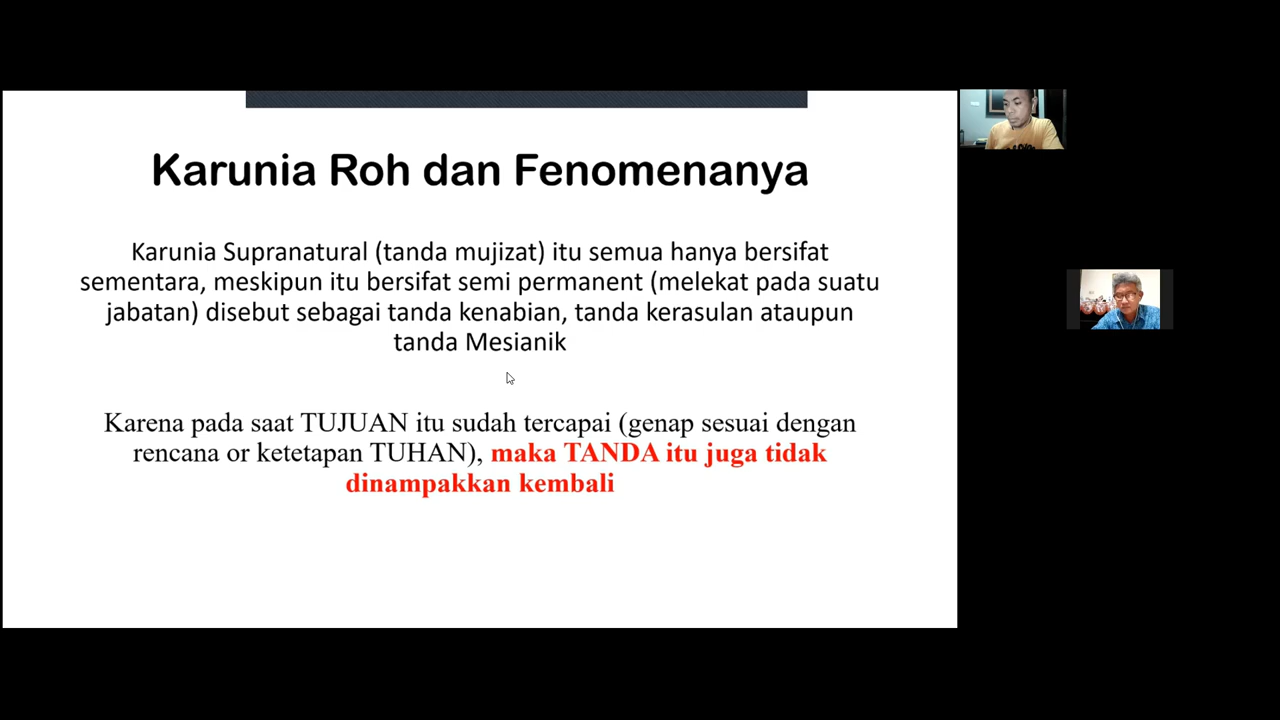 Karunia Roh dan Fenomenanya
Karunia Supranatural (tanda mujizat) itu semua hanya bersifat
sementara, meskipun itu bersifat semi permanent (melekat pada suatu
jabatan) disebut sebagai tanda kenabian, tanda kerasulan ataupun
tanda Mesianik
Karena pada saat TUJUAN itu sudah tercapai (genap sesuai dengan
rencana or ketetapan TUHAN), maka TANDA itu juga tidak
dinampakkan kembali